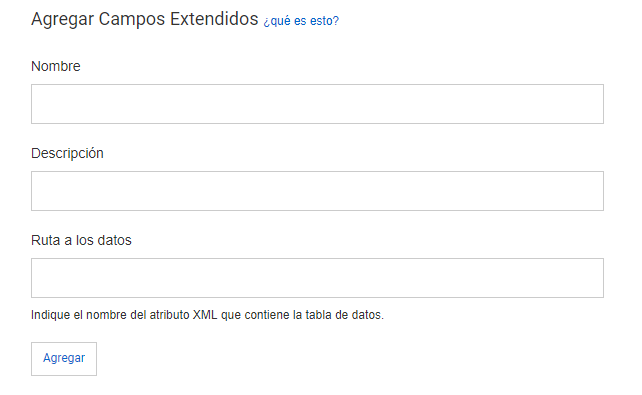 Agregar Campos Extendidos ¿qué es esto?
Nombre
Descripción
Ruta a los datos
Indique el nombre del atributo XML que contiene la tabla de datos.
Agregar